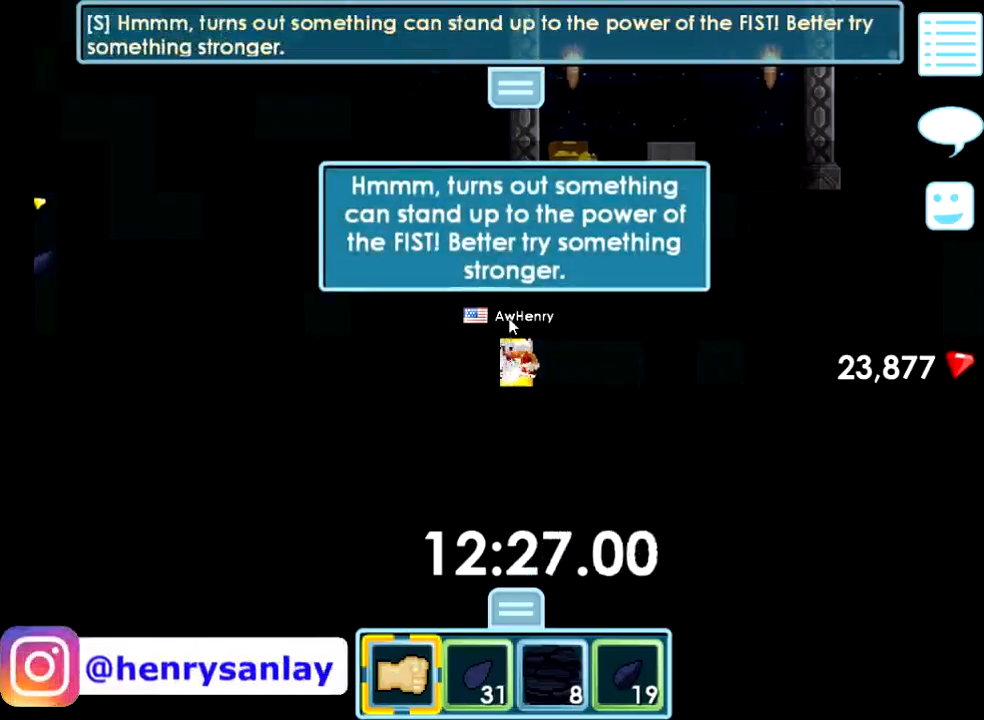 [S] Hmmm, turns out something can stand up to the power of the FIST! Better try
something stronger.
Hmmm, turns out something
can stand up to the power of
the FIST! Better try something
stronger.
AwHenry
23,877
12:27.00
@henrysanlay
31
8
19